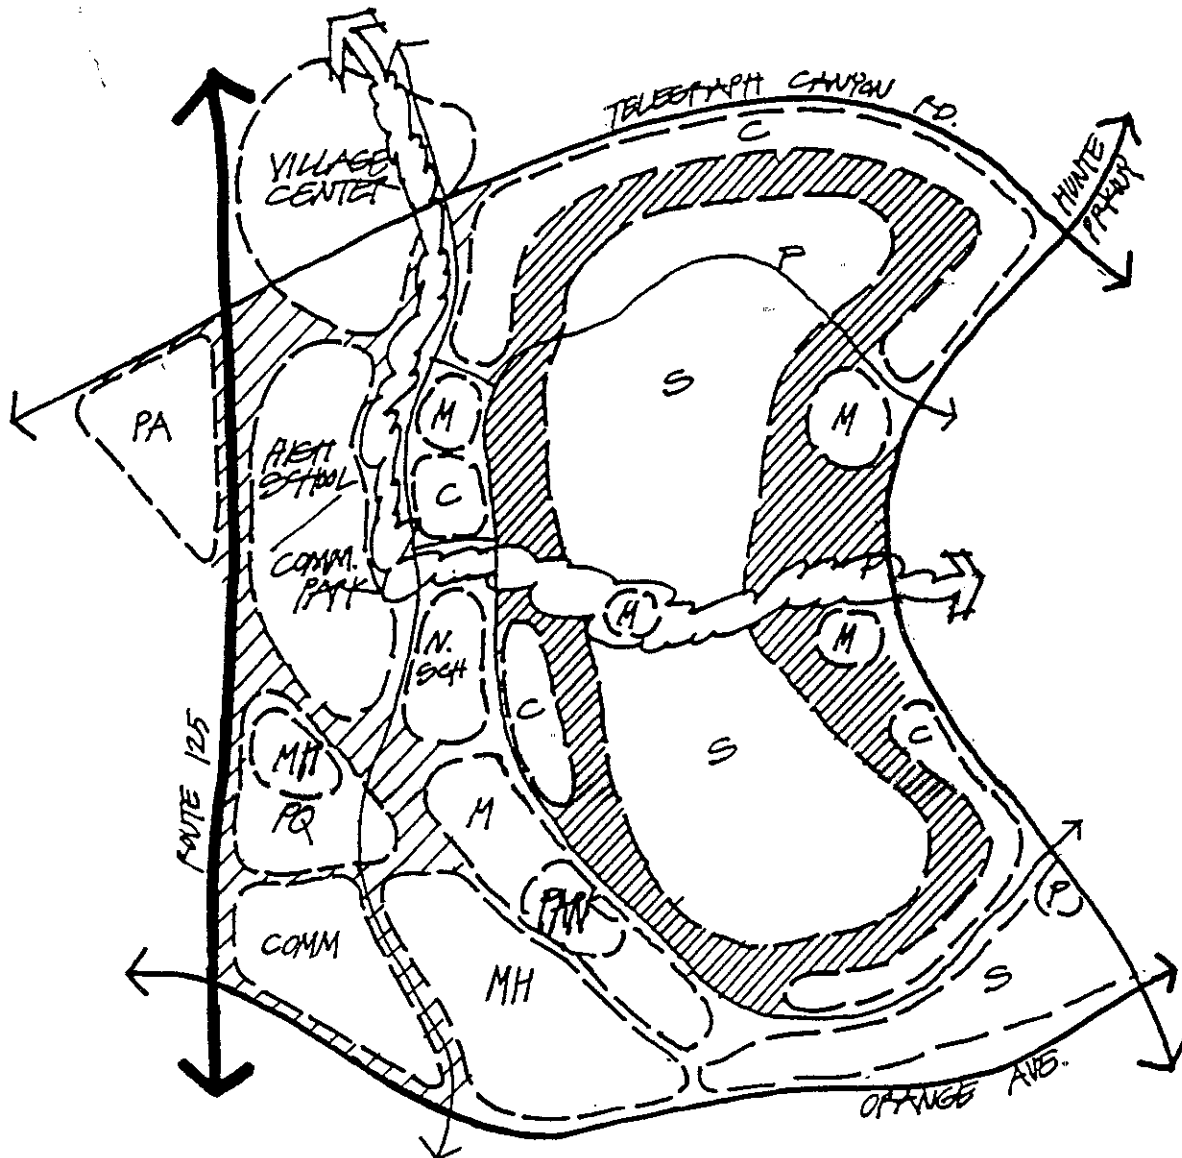 TELEGRAPH CANYON RD.
C
HUNTE
PRKWY
VILLAGE
CENTER
P
S
PA
M
M
HIGH
SCHOOL
C
COMM.
PARK
P
M
M
N.
SCH
C
C
S
ROUTE 125
MH
PQ
M
PARK
P
COMM
MH
S
ORANGE AVE.